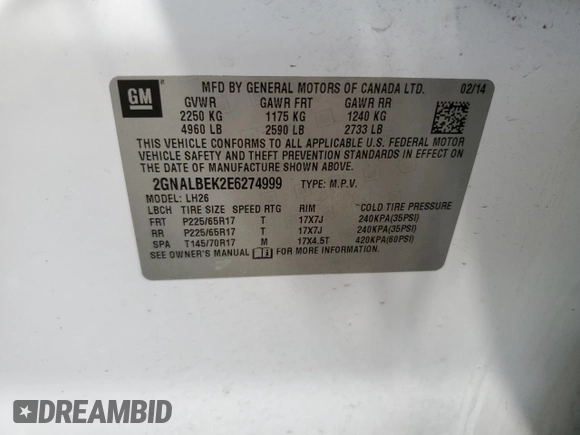 GM
MFD BY GENERAL MOTORS OF CANADA LTD. 02/14
GVWR GAWR FRT GAWR RR
2250 KG 1175 KG 1240 KG
4960 LB 2590 LB 2733 LB
THIS VEHICLE CONFORMS TO ALL APPLICABLE U.S. FEDERAL MOTOR
VEHICLE SAFETY AND THEFT PREVENTION STANDARDS IN EFFECT
ON THE DATE OF MANUFACTURE SHOWN ABOVE.
2GNALBEK2E6274999 TYPE: M.P.V.
MODEL: LH26
LBCH TIRE SIZE SPEED RTG RIM COLD TIRE PRESSURE
FRT P225/65R17 T 17X7J 240KPA(35PSI)
RR P225/65R17 T 17X7J 240KPA(35PSI)
SPA T145/70R17 M 17X4.5T 420KPA(60PSI)
SEE OWNER'S MANUAL FOR MORE INFORMATION.
DREAMBID